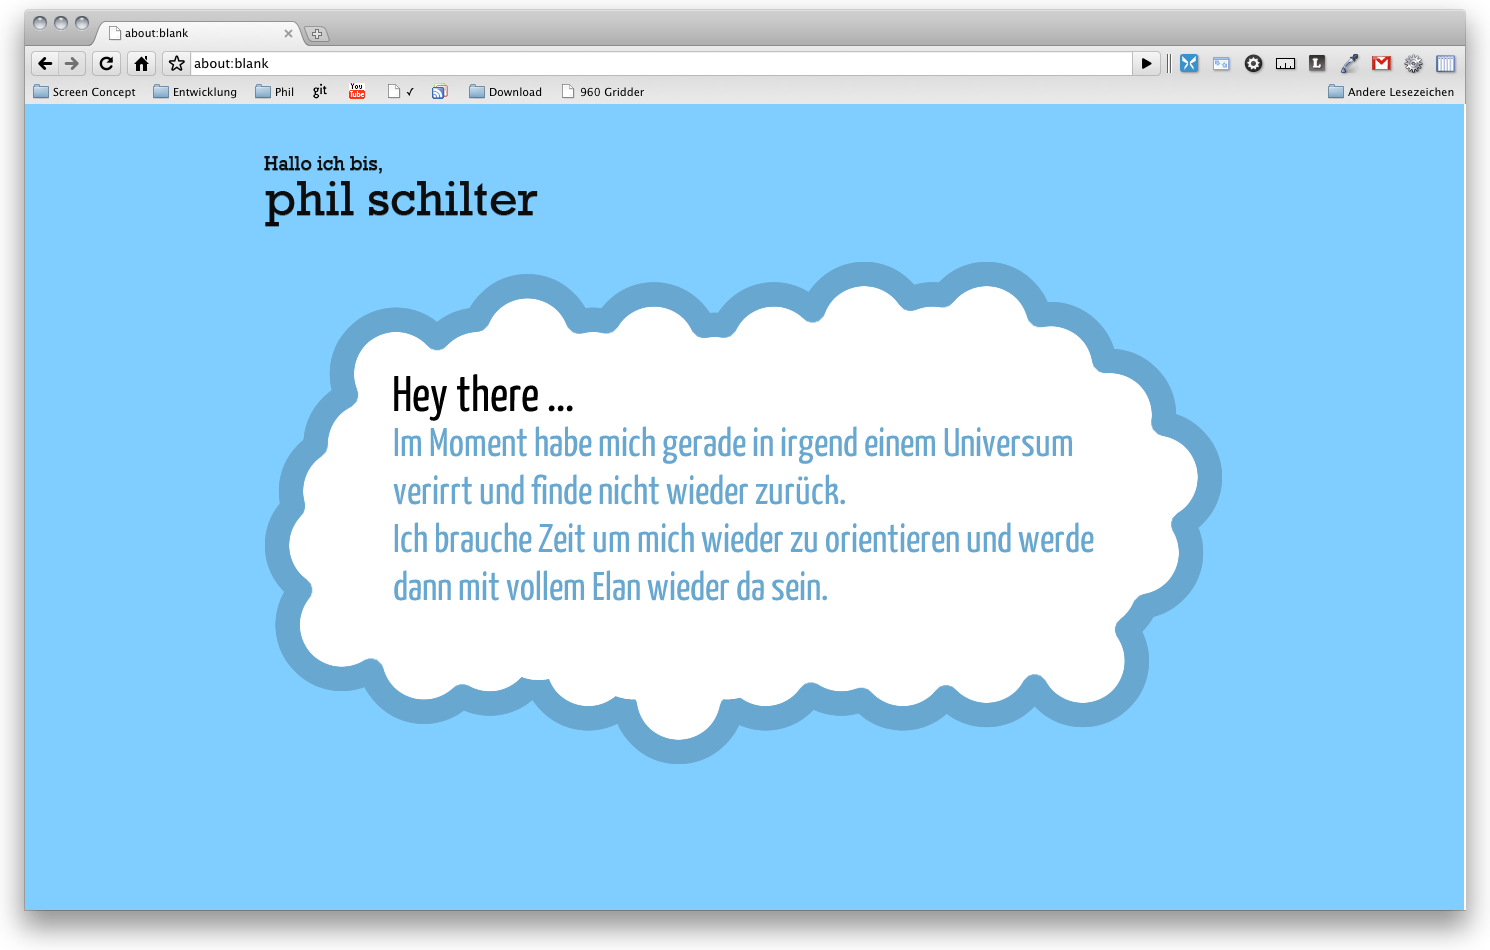 about:blank
about:blank
L
Screen Concept Entwicklung Phil git You Tube ✓ Download 960 Gridder Andere Lesezeichen
Hallo ich bis,
phil schilter
Hey there ...
Im Moment habe mich gerade in irgend einem Universum
verirrt und finde nicht wieder zurück.
Ich brauche Zeit um mich wieder zu orientieren und werde
dann mit vollem Elan wieder da sein.